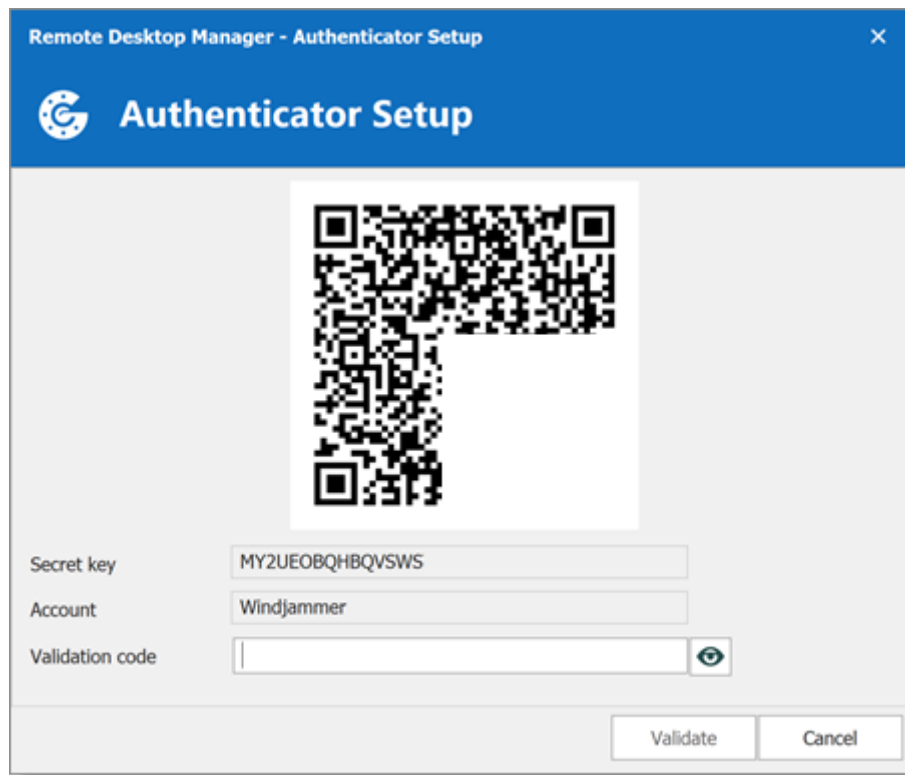 Remote Desktop Manager - Authenticator Setup
Authenticator Setup
Secret key MY2UEOBQHBQVSWS
Account Windjammer
Validation code
Validate Cancel